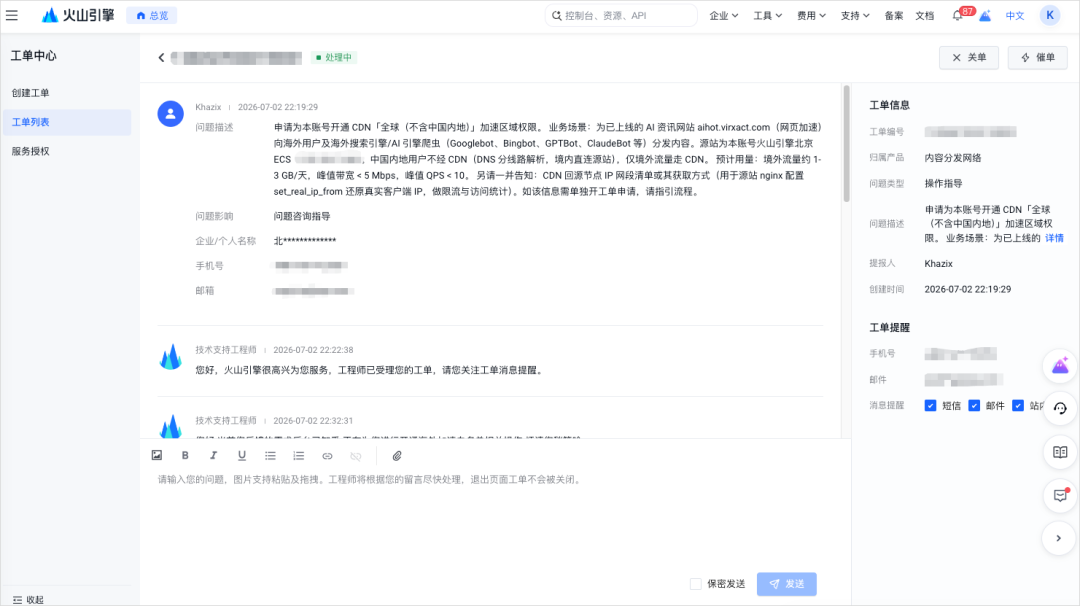 火山引擎
总览
控制台、资源、API
企业
工具
费用
支持
备案
文档
87
中文
K
工单中心
创建工单
工单列表
服务授权
收起
处理中
关单
催单
Khazix 2026-07-02 22:19:29
问题描述
申请为本账号开通 CDN「全球（不含中国内地）」加速区域权限。 业务场景：为已上线的 AI 资讯网站 aihot.virxact.com（网页加速）
向海外用户及海外搜索引擎/AI 引擎爬虫（Googlebot、Bingbot、GPTBot、ClaudeBot 等）分发内容。源站为本账号火山引擎北京
ECS ，中国内地用户不经 CDN（DNS 分线路解析，境内直连源站），仅境外流量走 CDN。 预计用量：境外流量约 1-
3 GB/天，峰值带宽 < 5 Mbps，峰值 QPS < 10。 另请一并告知：CDN 回源节点 IP 网段清单或其获取方式（用于源站 nginx 配置
set_real_ip_from 还原真实客户端 IP，做限流与访问统计）。如该信息需单独开工单申请，请指引流程。
问题影响 问题咨询指导
企业/个人名称 北*************
手机号
邮箱
技术支持工程师 2026-07-02 22:22:38
您好，火山引擎很高兴为您服务，工程师已受理您的工单，请您关注工单消息提醒。
技术支持工程师 2026-07-02 22:32:31
B I U
请输入您的问题，图片支持粘贴及拖拽。工程师将根据您的留言尽快处理，退出页面工单不会被关闭。
保密发送
发送
工单信息
工单编号
归属产品 内容分发网络
问题类型 操作指导
问题描述
申请为本账号开通 CDN「全球
（不含中国内地）」加速区域权
限。 业务场景：为已上线的 详情
提报人 Khazix
创建时间 2026-07-02 22:19:29
工单提醒
手机号
邮件
消息提醒 短信 邮件 站内